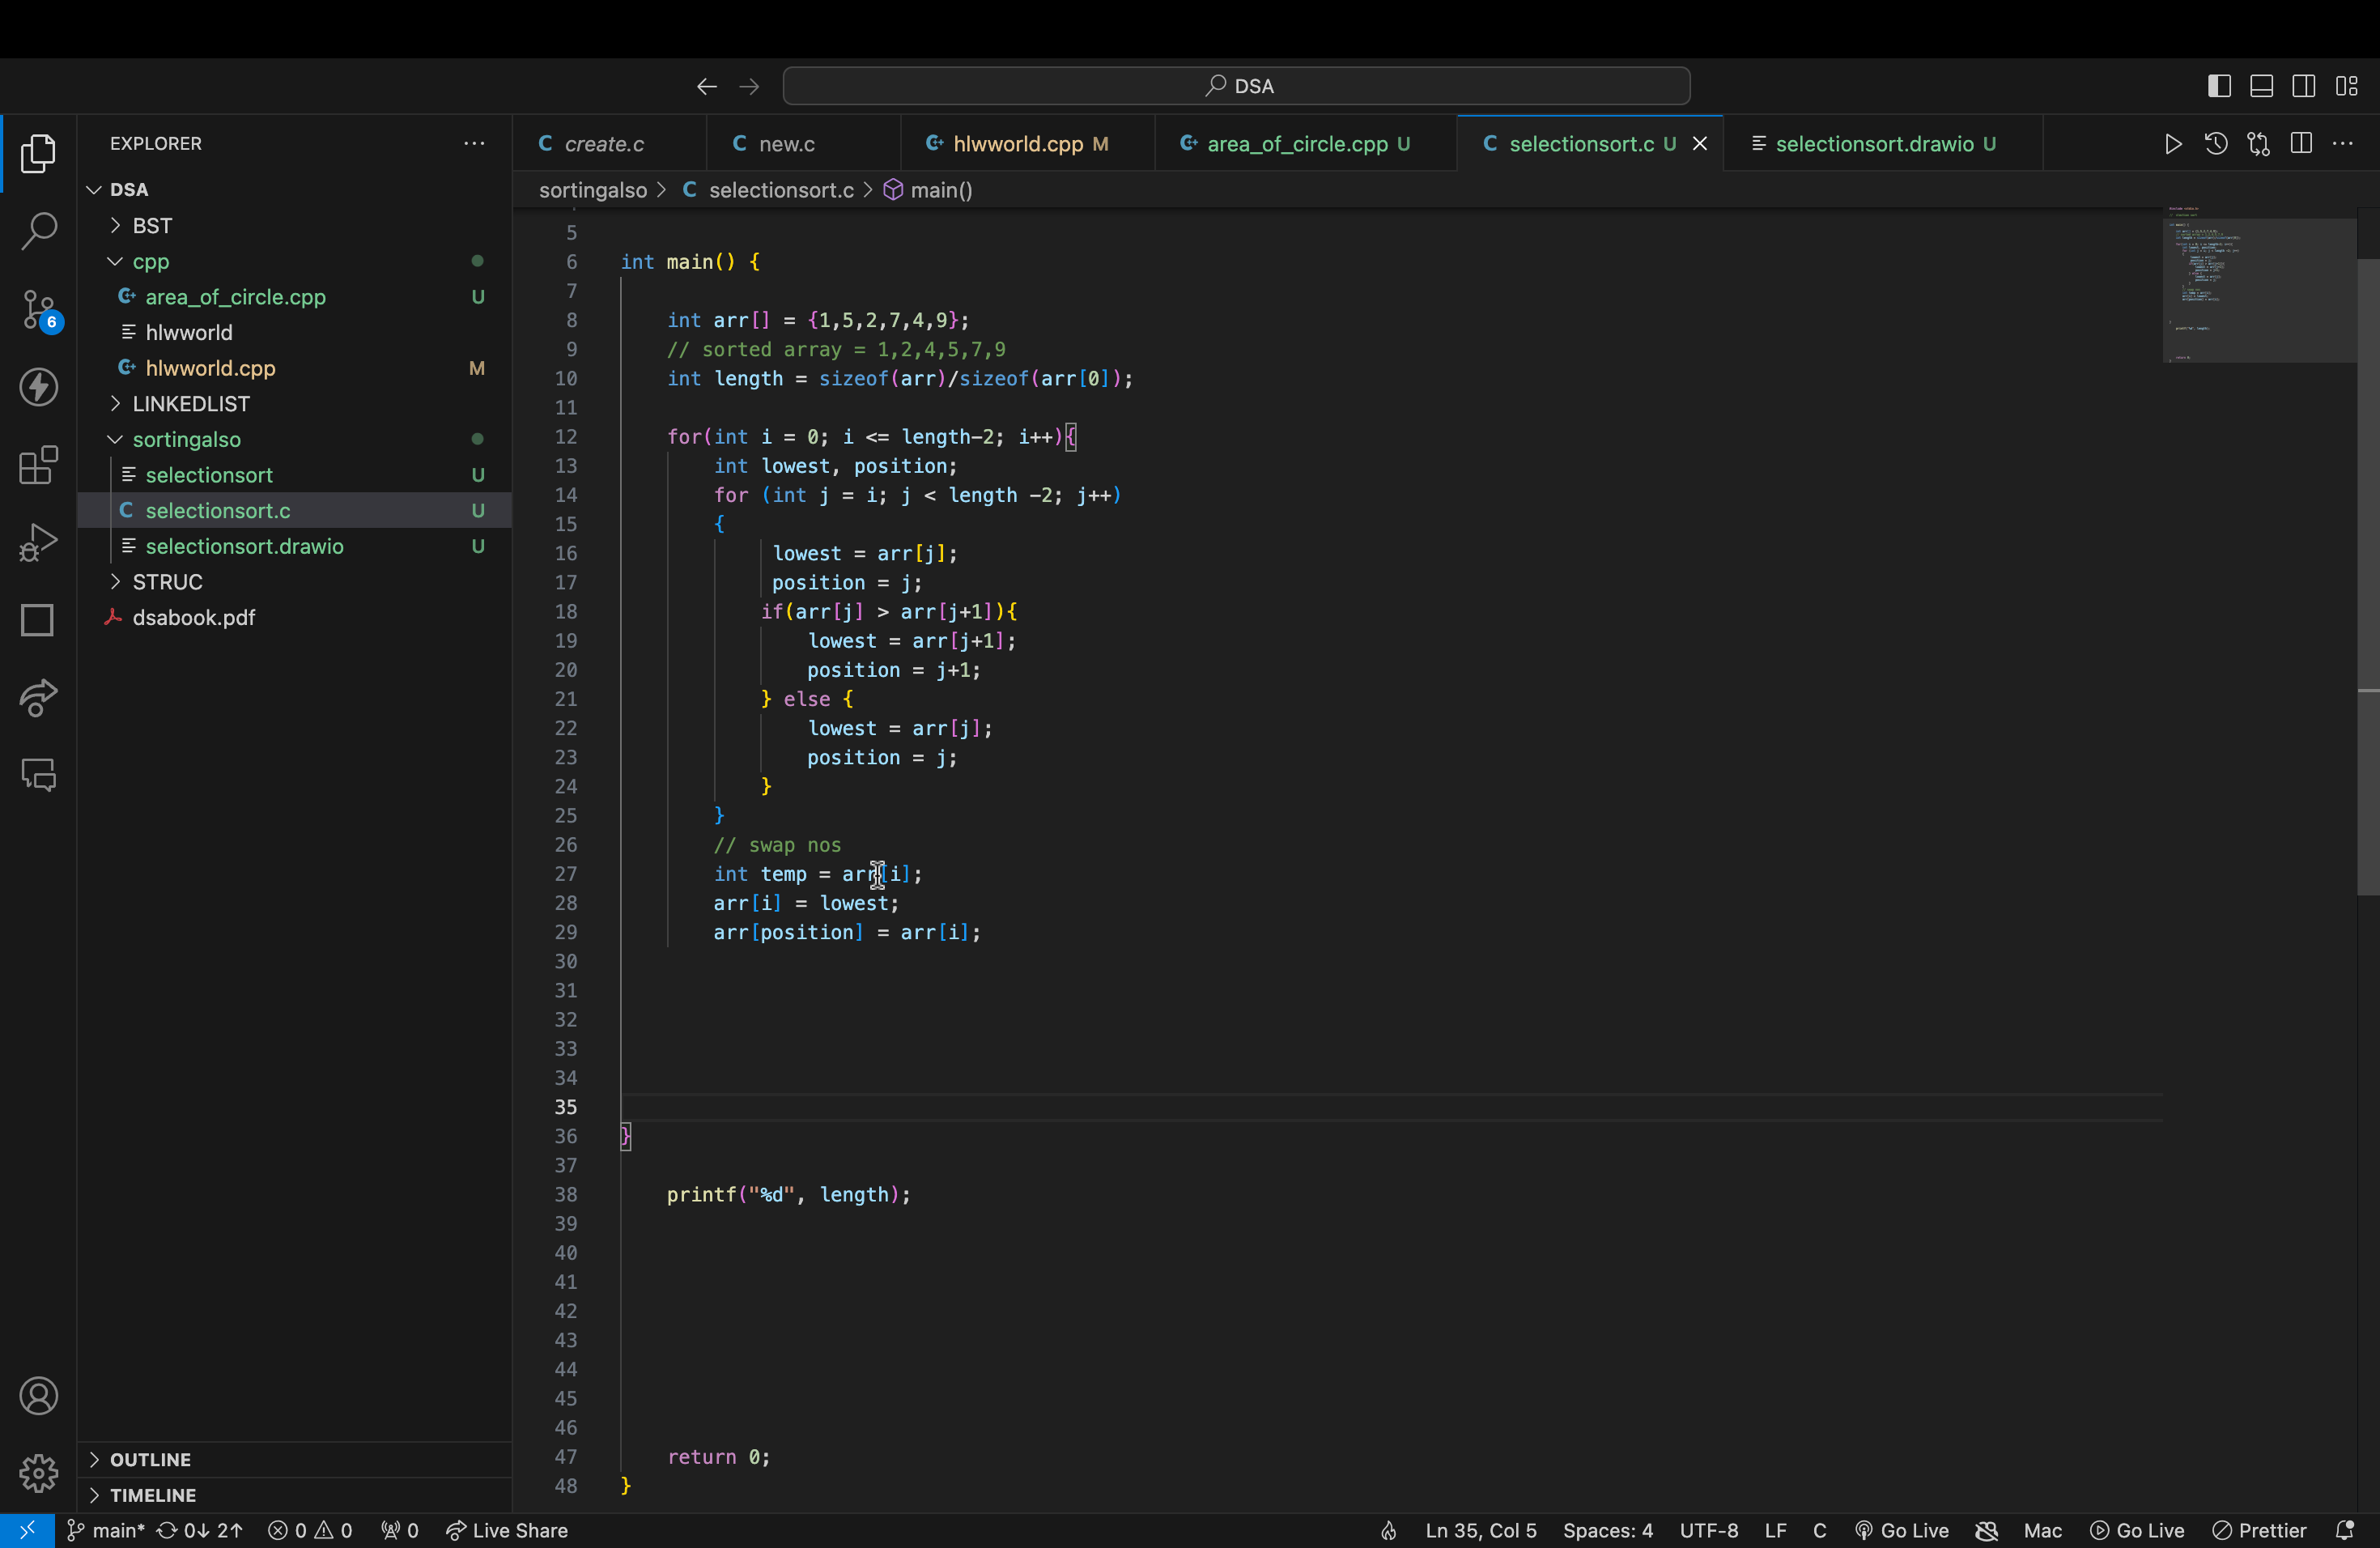 DSA
EXPLORER
DSA
BST
cpp
area_of_circle.cpp U
hlwworld
hlwworld.cpp M
LINKEDLIST
sortingalso
selectionsort U
selectionsort.c U
selectionsort.drawio U
STRUC
dsabook.pdf
OUTLINE
TIMELINE
6
C create.c
C new.c
hlwworld.cpp M
area_of_circle.cpp U
C selectionsort.c U
selectionsort.drawio U
sortingalso > C selectionsort.c > main()
5
6 int main() {
7
8 int arr[] = {1,5,2,7,4,9};
9 // sorted array = 1,2,4,5,7,9
10 int length = sizeof(arr)/sizeof(arr[0]);
11
12 for(int i = 0; i <= length-2; i++){
13 int lowest, position;
14 for (int j = i; j < length -2; j++)
15 {
16 lowest = arr[j];
17 position = j;
18 if(arr[j] > arr[j+1]){
19 lowest = arr[j+1];
20 position = j+1;
21 } else {
22 lowest = arr[j];
23 position = j;
24 }
25 }
26 // swap nos
27 int temp = arr[i];
28 arr[i] = lowest;
29 arr[position] = arr[i];
30
31
32
33
34
35
36 }
37
38 printf("%d", length);
39
40
41
42
43
44
45
46
47 return 0;
48 }
main* 0↓ 2↑ 0 0 0 Live Share Ln 35, Col 5 Spaces: 4 UTF-8 LF C Go Live Mac Go Live Prettier